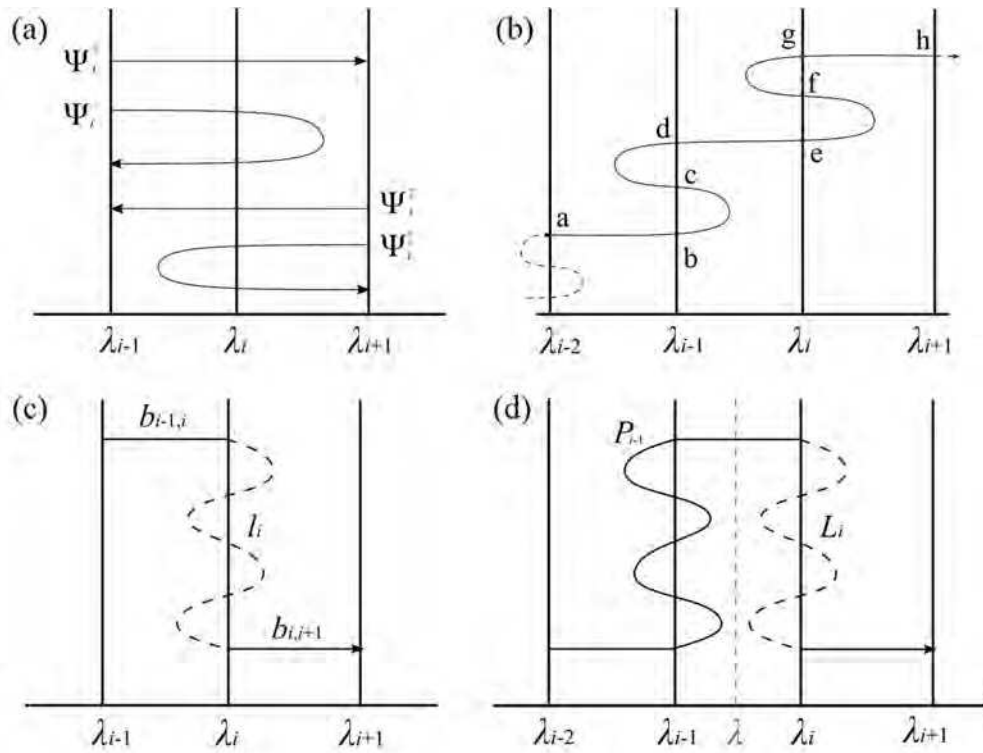 (a)
Ψ
Ψ
Ψ
Ψ
λi-1 λi λi+1
(b)
g h
f
d
e
c
a
b
λi-2 λi-1 λi λi+1
(c)
bi-1,i
li
bi,i+1
λi-1 λi λi+1
(d)
Pi-1
Li
λi-2 λi-1 λ λi λi+1